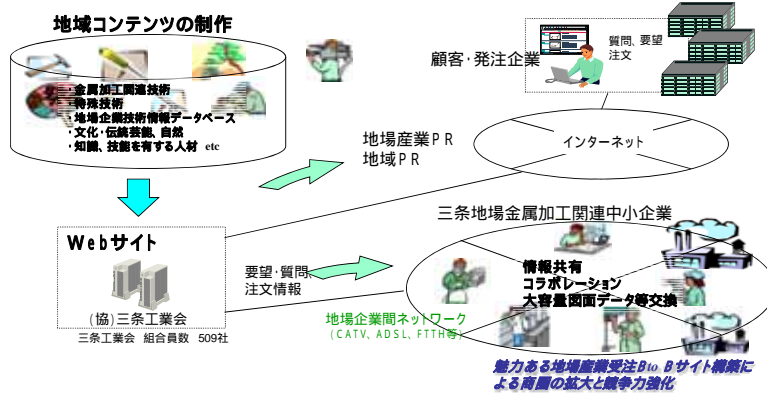 地域コンテンツの制作
・金属加工関連技術
・特殊技術
・地場企業技術情報データベース
・文化・伝統芸能、自然
・知識、技能を有する人材 etc
顧客・発注企業
質問、要望
注文
インターネット
地場産業PR
地域PR
Webサイト
(協)三条工業会
三条工業会 組合員数 509社
要望・質問、
注文情報
三条地場金属加工関連中小企業
情報共有
コラボレーション
大容量図面データ等交換
地場企業間ネットワーク
(CATV、ADSL、FTTH等)
魅力ある地場産業受注BtoBサイト構築に
よる商圏の拡大と競争力強化